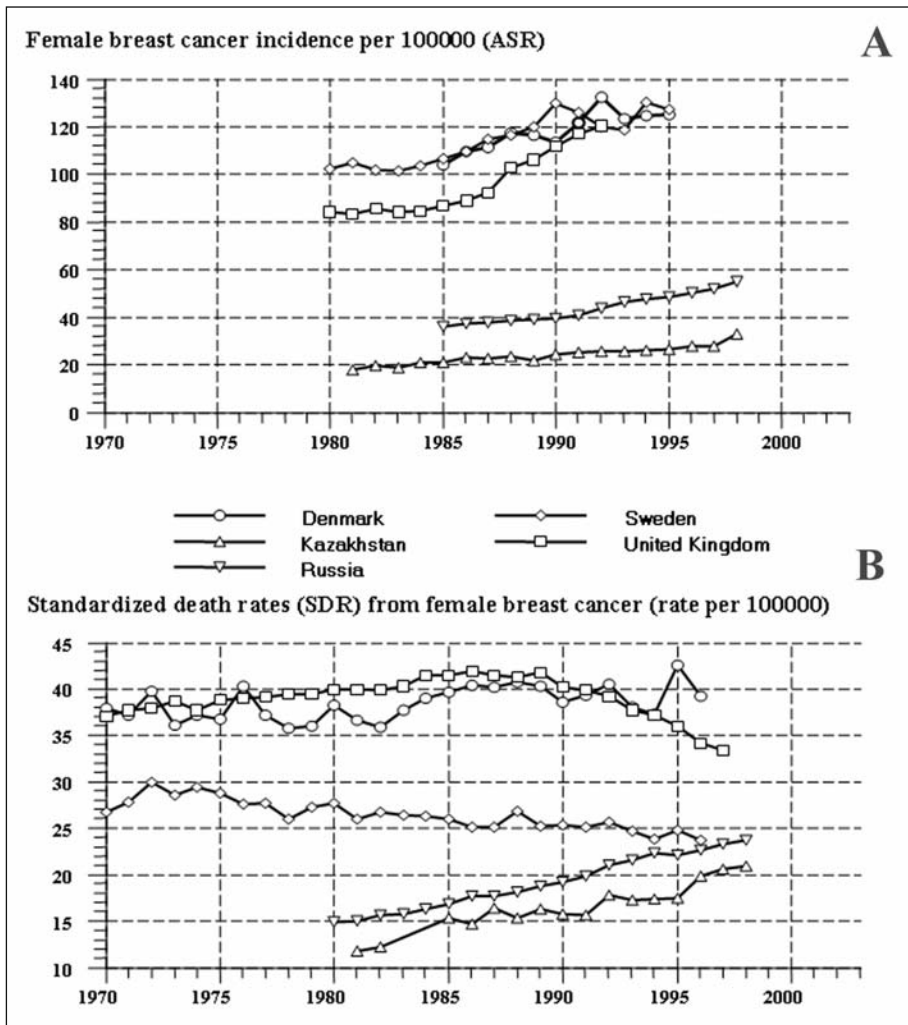 Female breast cancer incidence per 100000 (ASR)
A
140
120
100
80
60
40
20
0
1970 1975 1980 1985 1990 1995 2000
Denmark Sweden
Kazakhstan United Kingdom
Russia
B
Standardized death rates (SDR) from female breast cancer (rate per 100000)
45
40
35
30
25
20
15
10
1970 1975 1980 1985 1990 1995 2000